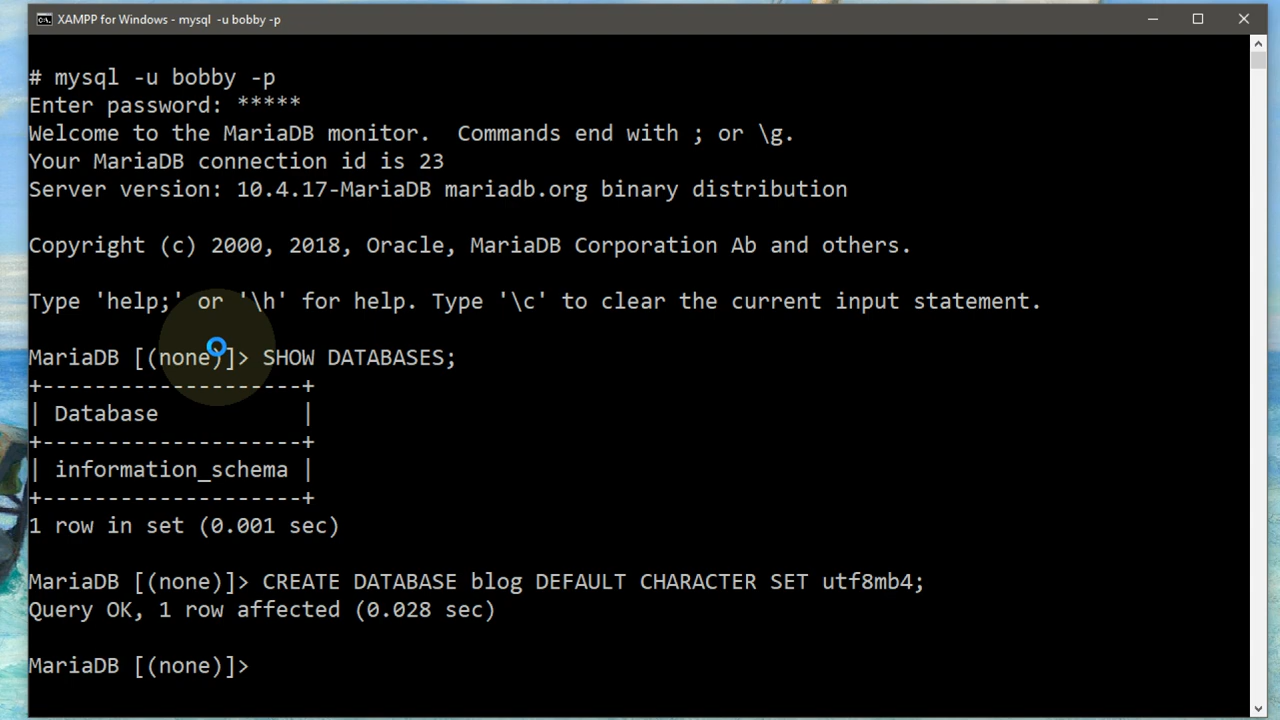 XAMPP for Windows - mysql -u bobby -p
# mysql -u bobby -p
Enter password: *****
Welcome to the MariaDB monitor.  Commands end with ; or \g.
Your MariaDB connection id is 23
Server version: 10.4.17-MariaDB mariadb.org binary distribution
Copyright (c) 2000, 2018, Oracle, MariaDB Corporation Ab and others.
Type 'help;' or '\h' for help. Type '\c' to clear the current input statement.
MariaDB [(none)]> SHOW DATABASES;
+--------------------+
| Database           |
+--------------------+
| information_schema |
+--------------------+
1 row in set (0.001 sec)
MariaDB [(none)]> CREATE DATABASE blog DEFAULT CHARACTER SET utf8mb4;
Query OK, 1 row affected (0.028 sec)
MariaDB [(none)]>